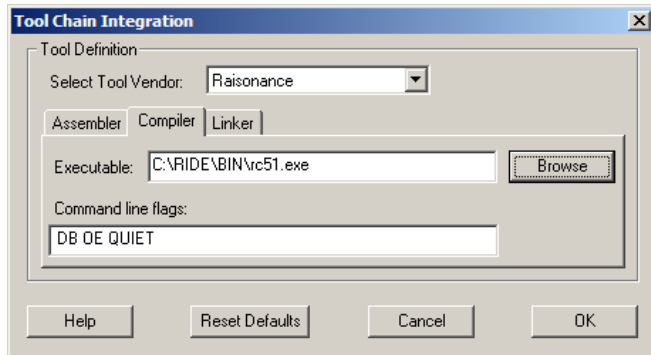 Tool Chain Integration
Tool Definition
Select Tool Vendor: Raisonance
Assembler Compiler Linker
Executable: C:\RIDE\BIN\rc51.exe Browse
Command line flags:
DB OE QUIET
Help Reset Defaults Cancel OK